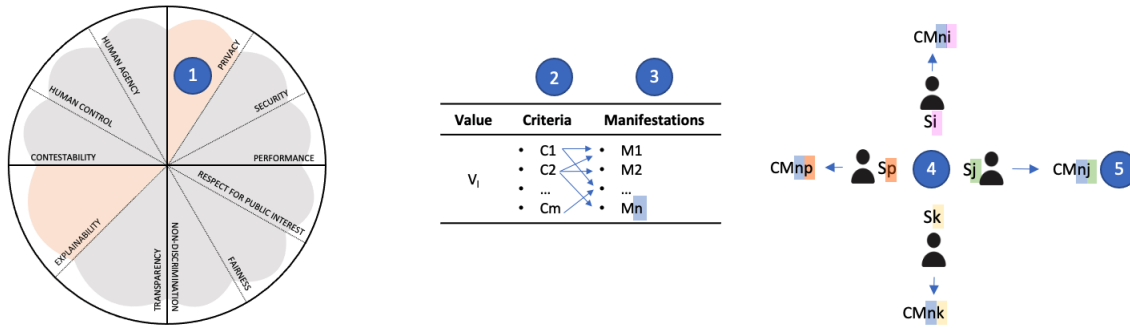 1
PRIVACY
SECURITY
PERFORMANCE
RESPECT FOR PUBLIC INTEREST
FAIRNESS
NON-DISCRIMINATION
TRANSPARENCY
EXPLAINABILITY
CONTESTABILITY
HUMAN CONTROL
HUMAN AGENCY
2
3
Value Criteria Manifestations
• C1 • M1
V_I • C2 • M2
• ... • ...
• Cm • Mn
CMni
Si
CMnp Sp 4 Sj CMnj 5
Sk
CMnk